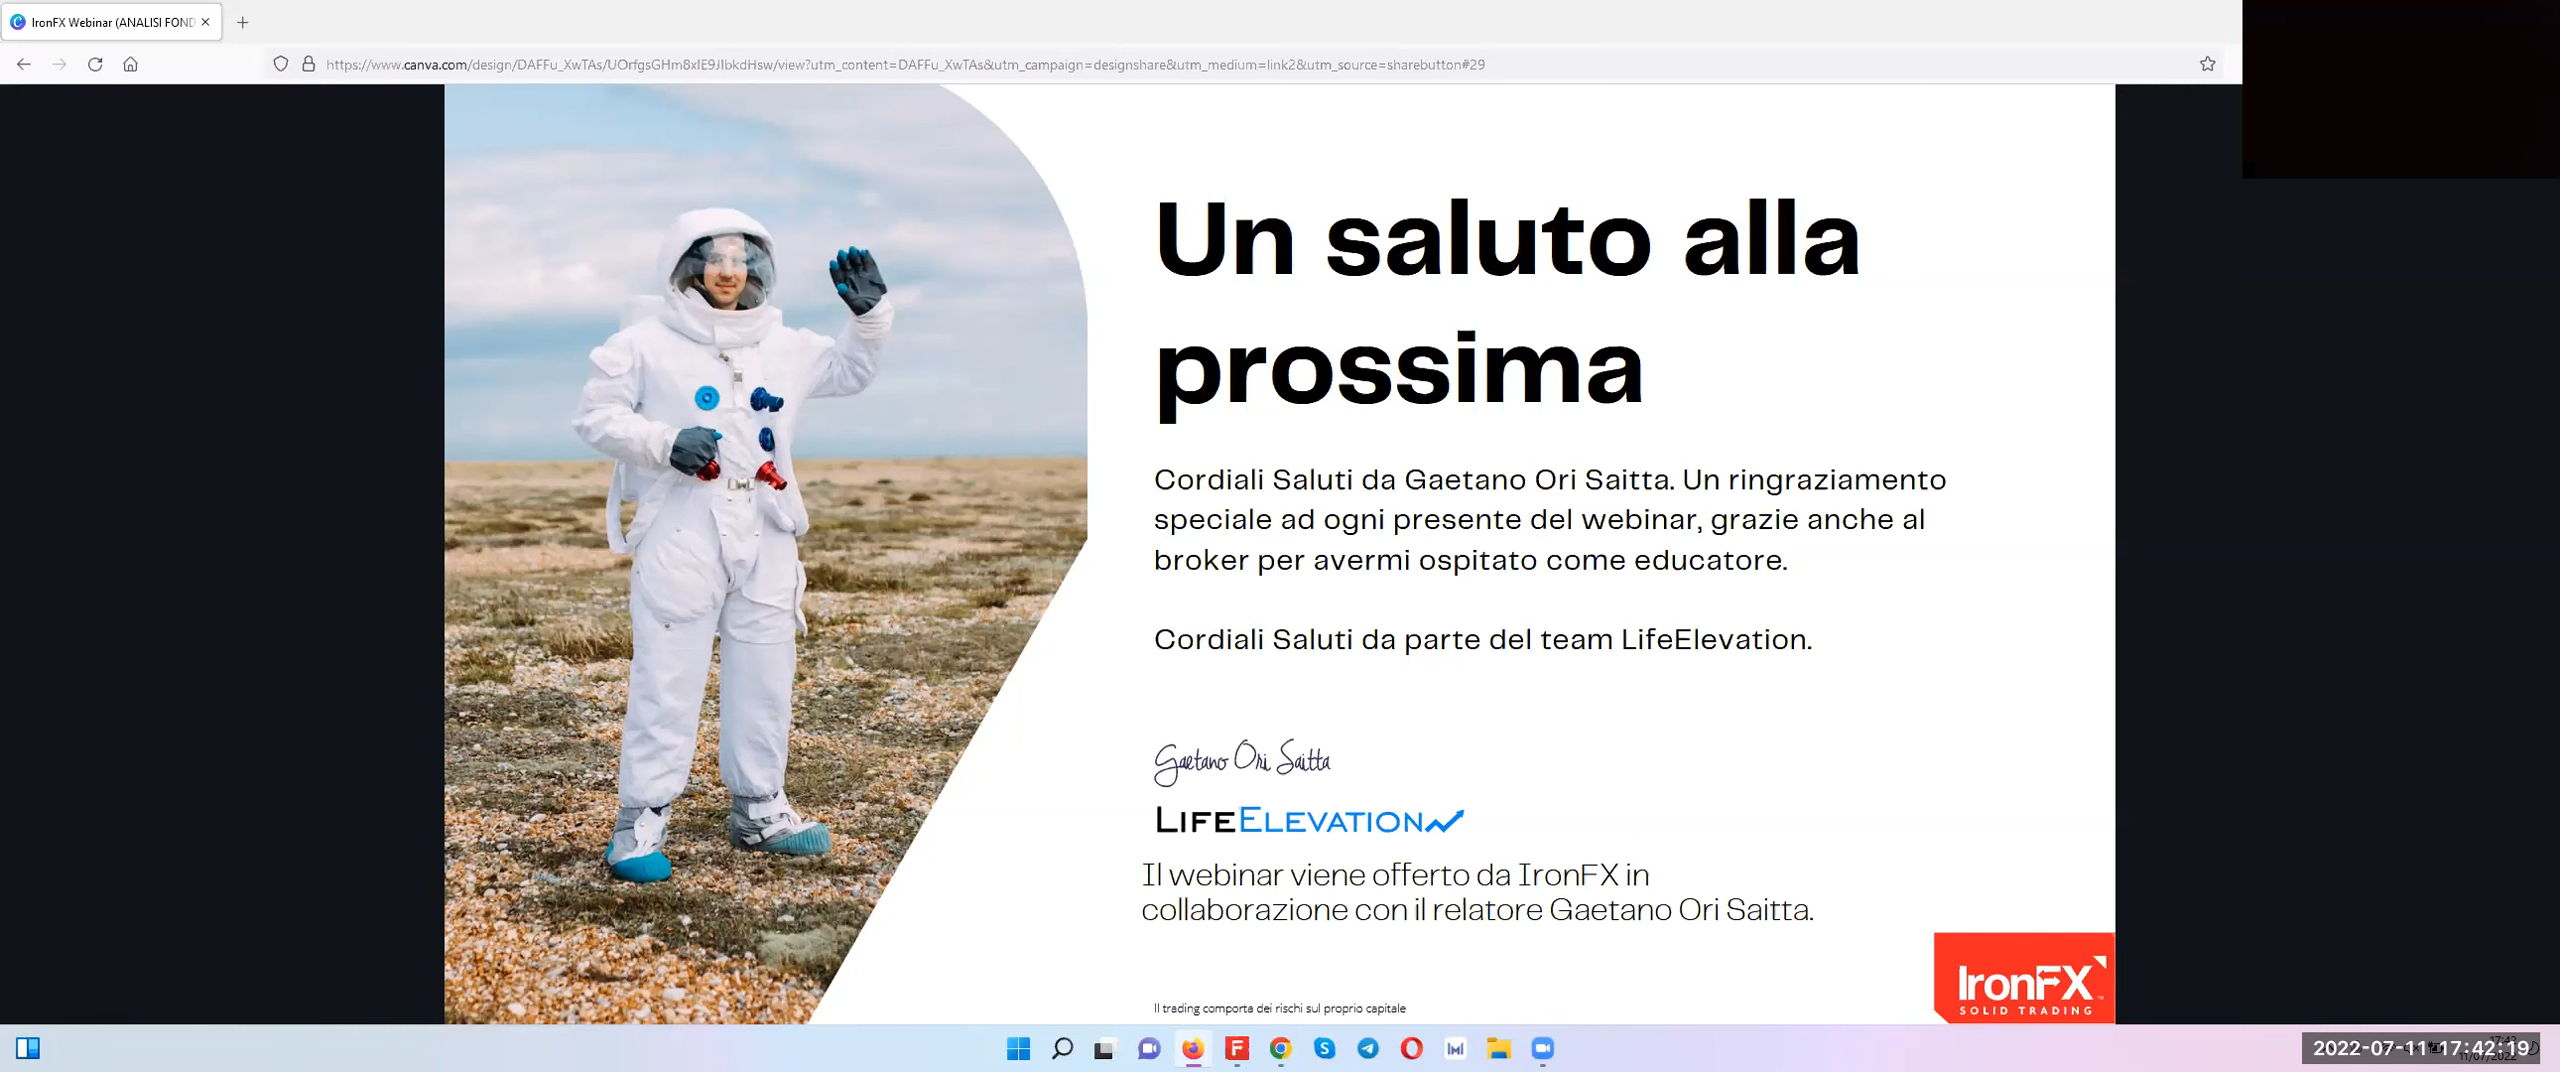 IronFX Webinar (ANALISI FOND
https://www.canva.com/design/DAFFu_XwTAs/UOrfgsGHm8xIE9JIbkdHsw/view?utm_content=DAFFu_XwTAs&utm_campaign=designshare&utm_medium=link2&utm_source=sharebutton#29
Un saluto alla
prossima
Cordiali Saluti da Gaetano Ori Saitta. Un ringraziamento
speciale ad ogni presente del webinar, grazie anche al
broker per avermi ospitato come educatore.
Cordiali Saluti da parte del team LifeElevation.
Gaetano Ori Saitta
LIFEELEVATION
Il webinar viene offerto da IronFX in
collaborazione con il relatore Gaetano Ori Saitta.
IronFX
SOLID TRADING
Il trading comporta dei rischi sul proprio capitale
2022-07-11 17:42:19